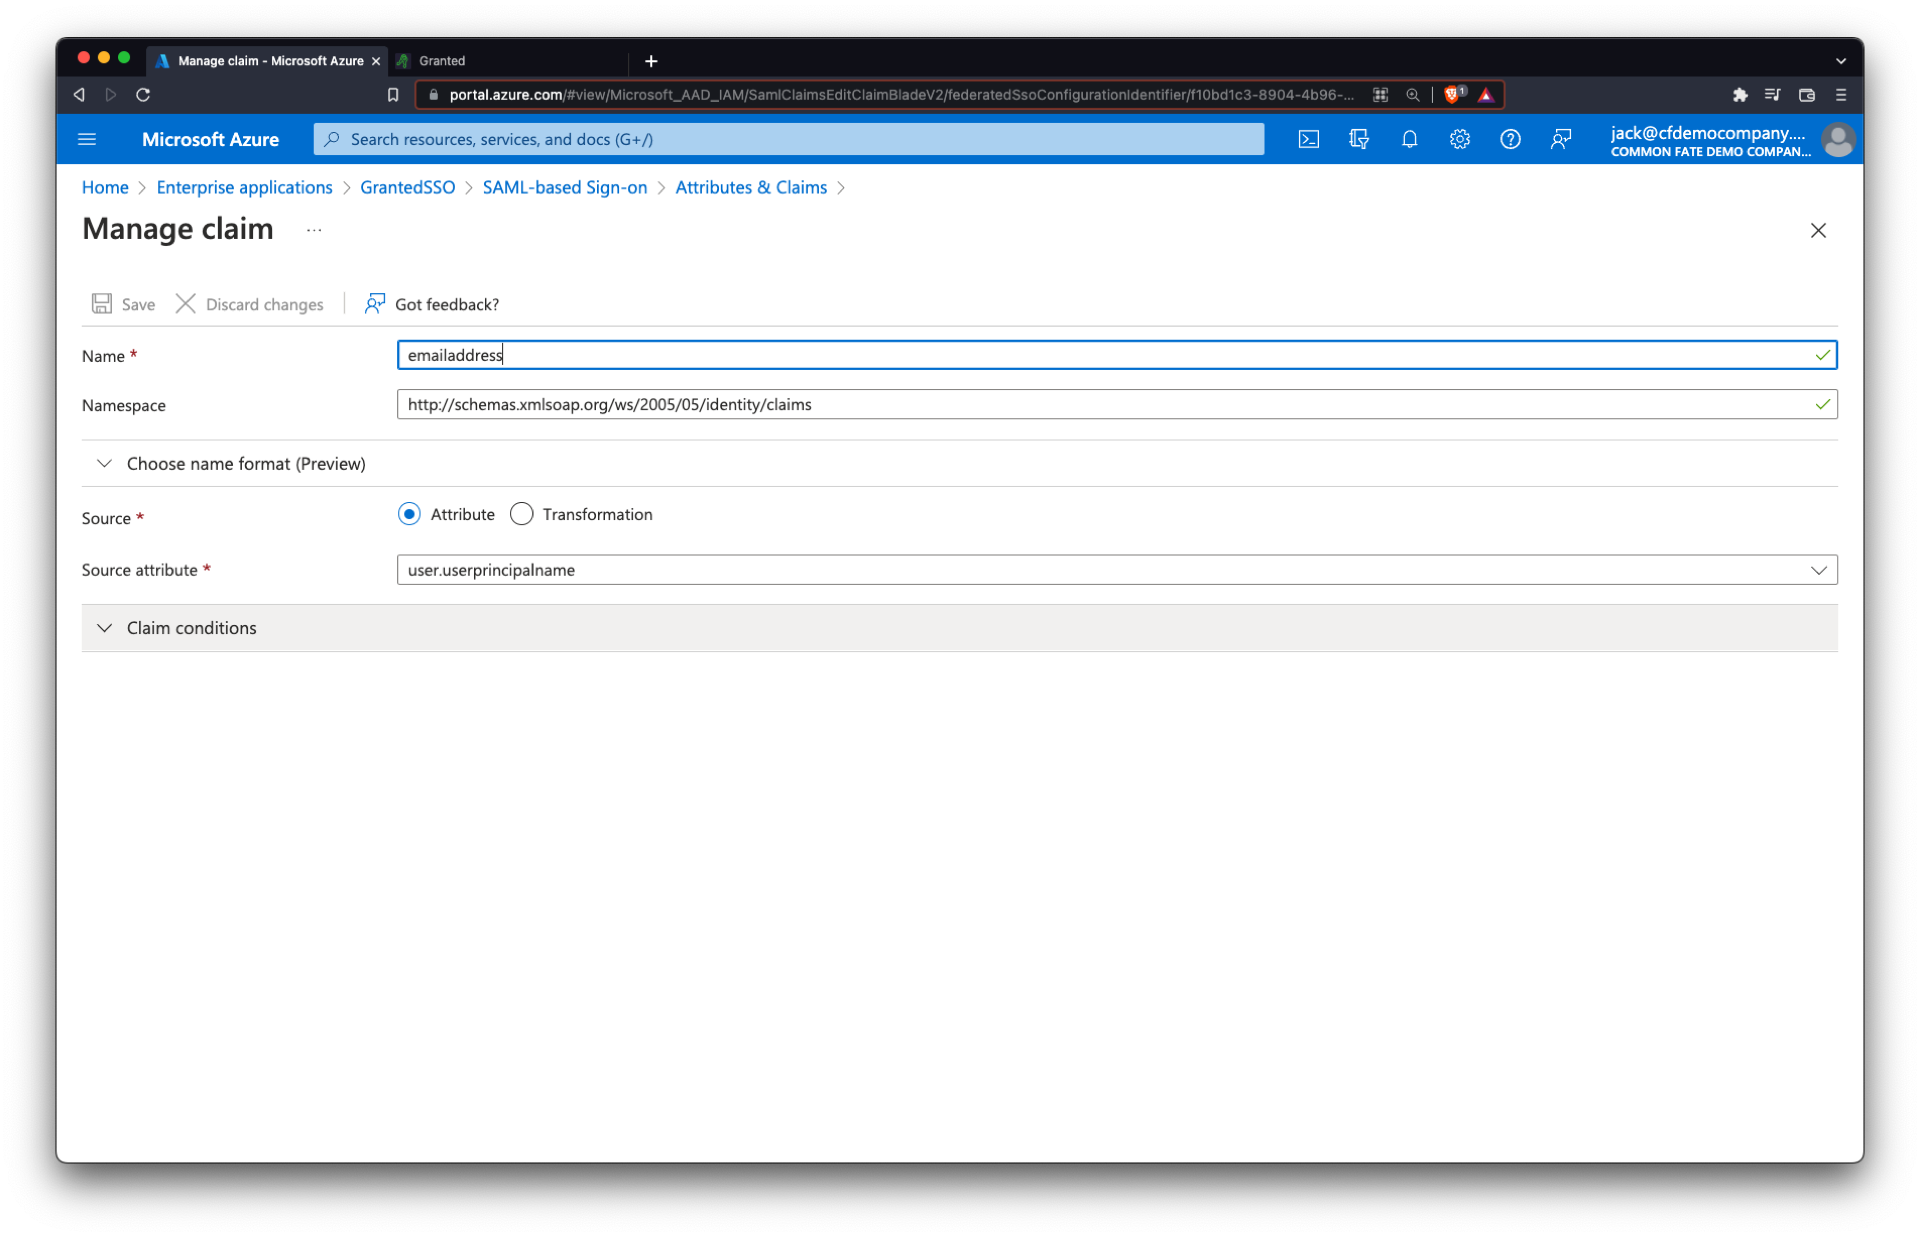 Manage claim - Microsoft Azure
Granted
portal.azure.com/#view/Microsoft_AAD_IAM/SamlClaimsEditClaimBladeV2/federatedSsoConfigurationIdentifier/f10bd1c3-8904-4b96-...
1
Microsoft Azure
Search resources, services, and docs (G+/)
jack@cfdemocompany....
COMMON FATE DEMO COMPAN...
Home > Enterprise applications > GrantedSSO > SAML-based Sign-on > Attributes & Claims >
Manage claim ...
Save
Discard changes
Got feedback?
Name *
emailaddress
Namespace
http://schemas.xmlsoap.org/ws/2005/05/identity/claims
Choose name format (Preview)
Source *
Attribute
Transformation
Source attribute *
user.userprincipalname
Claim conditions